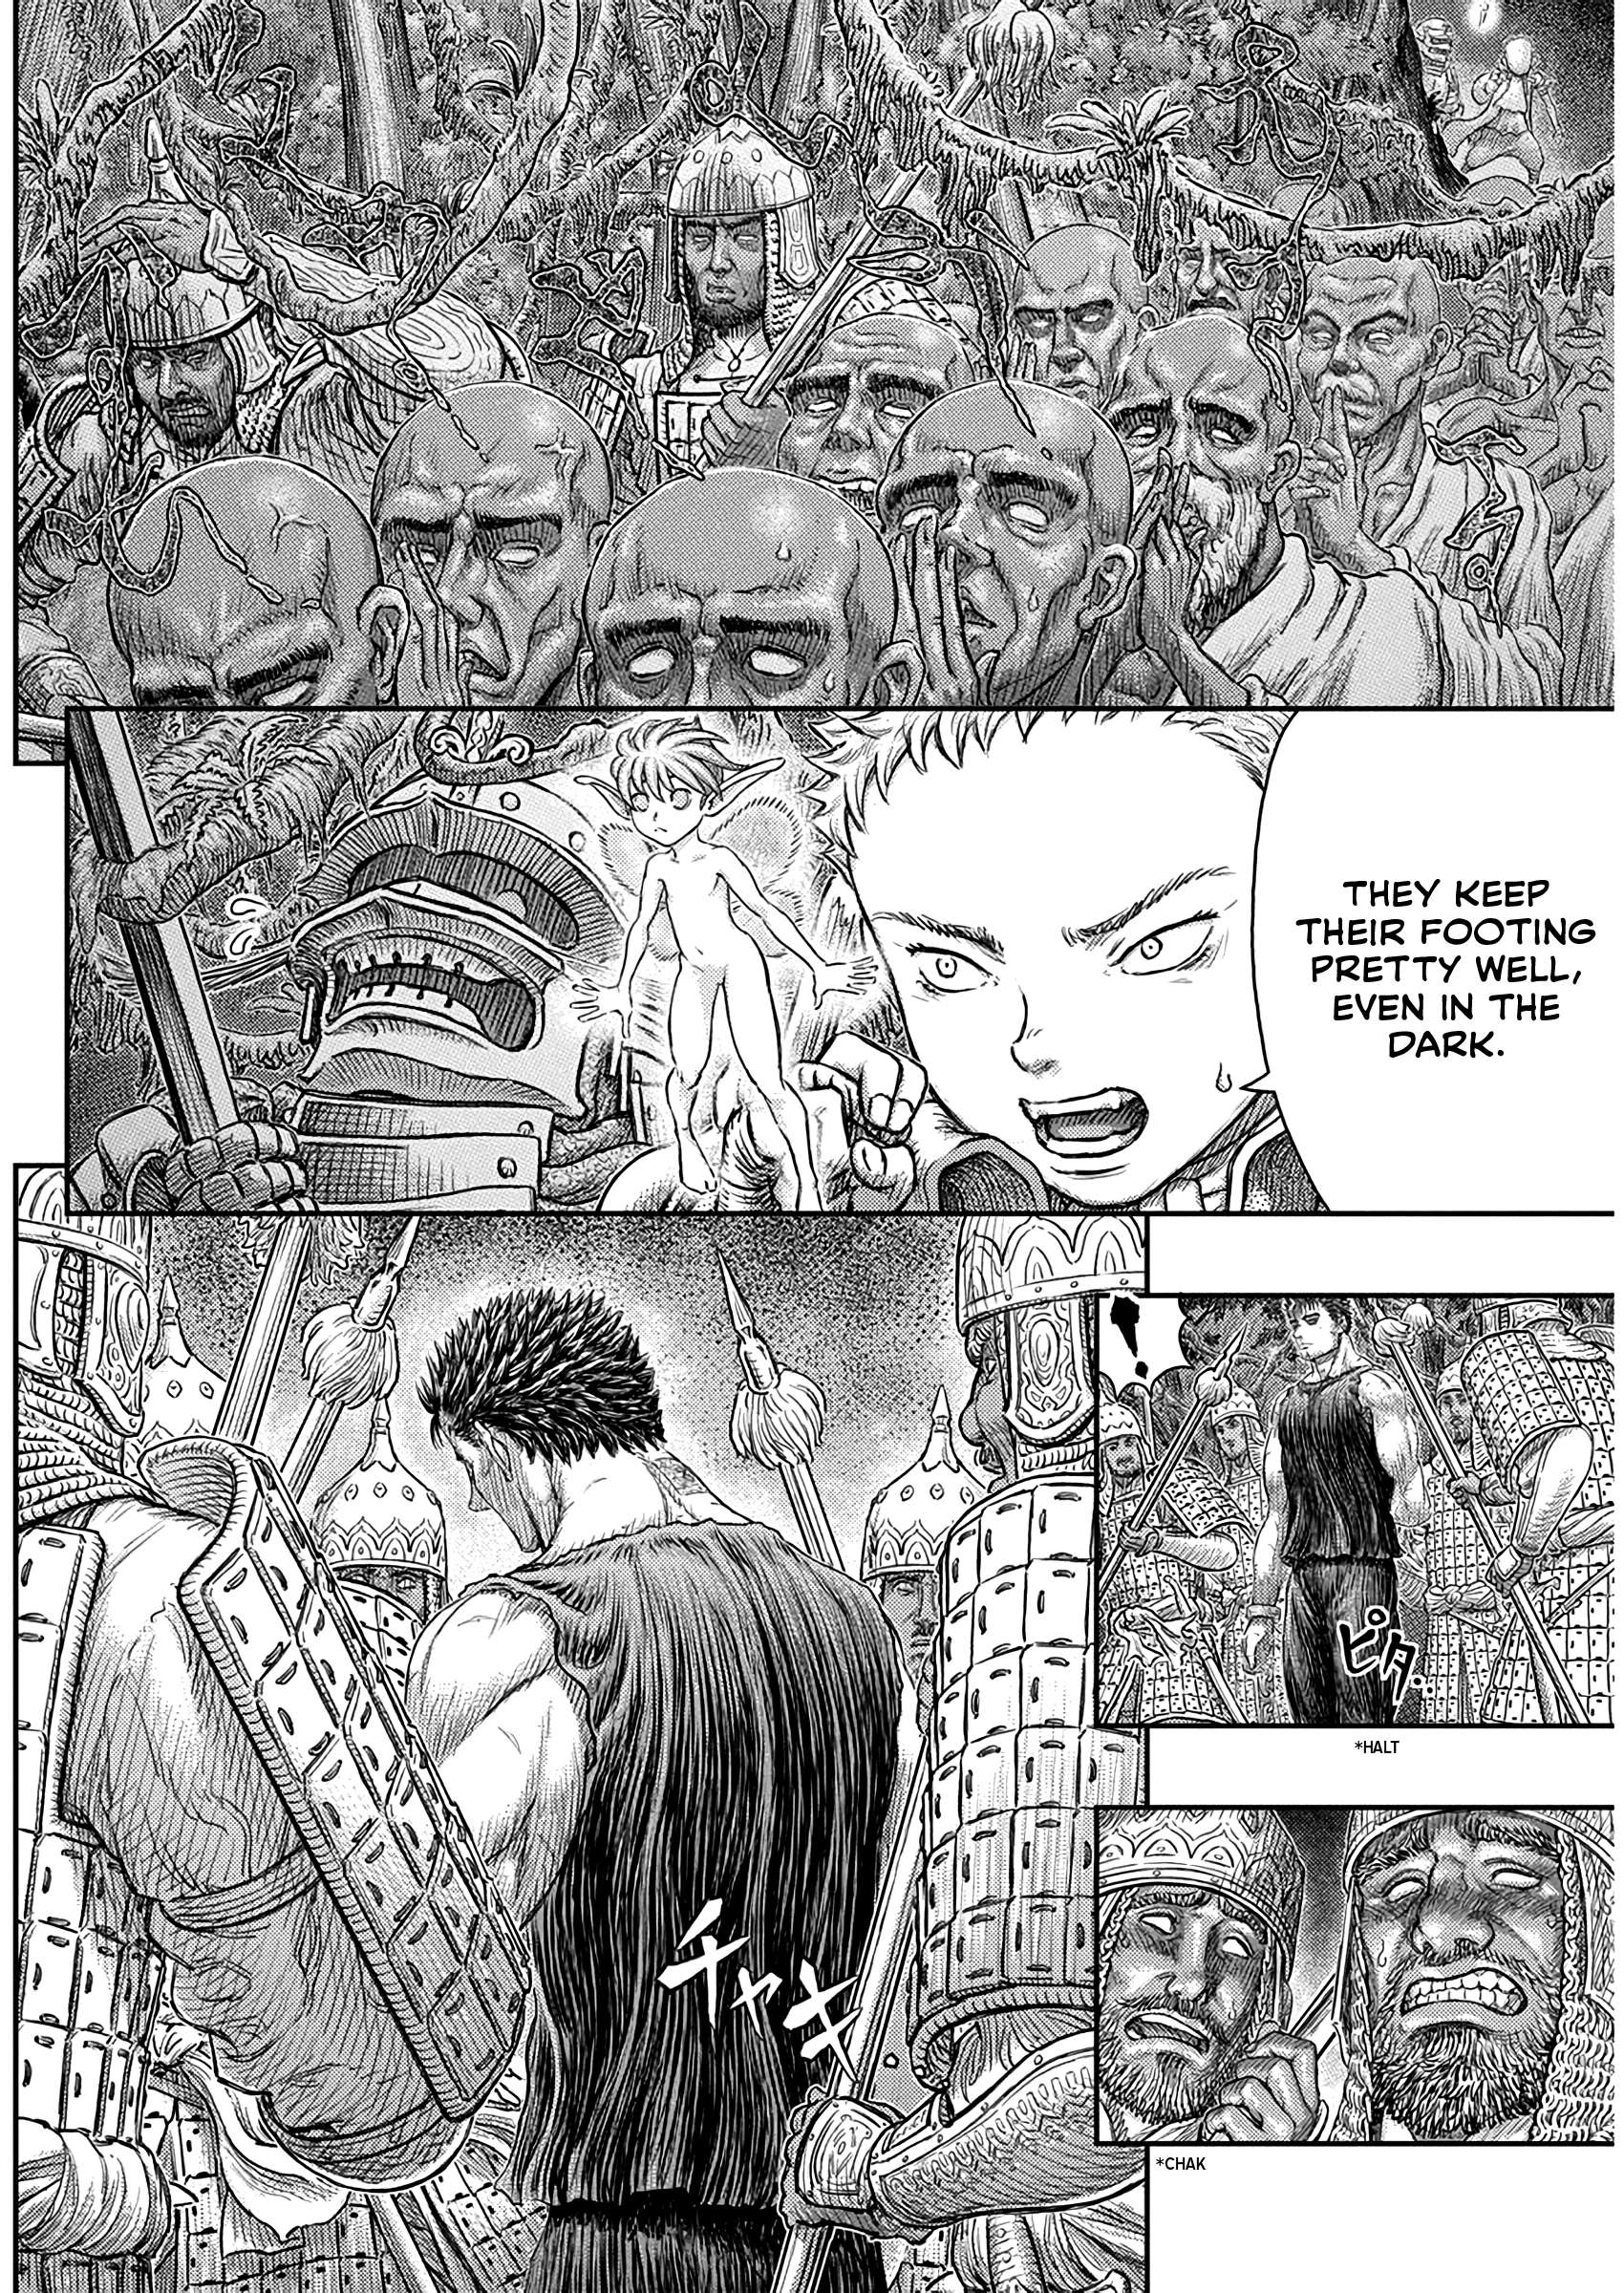 THEY KEEP
THEIR FOOTING
PRETTY WELL,
EVEN IN THE
DARK.
!
ピタ…
*HALT
チャキ
*CHAK